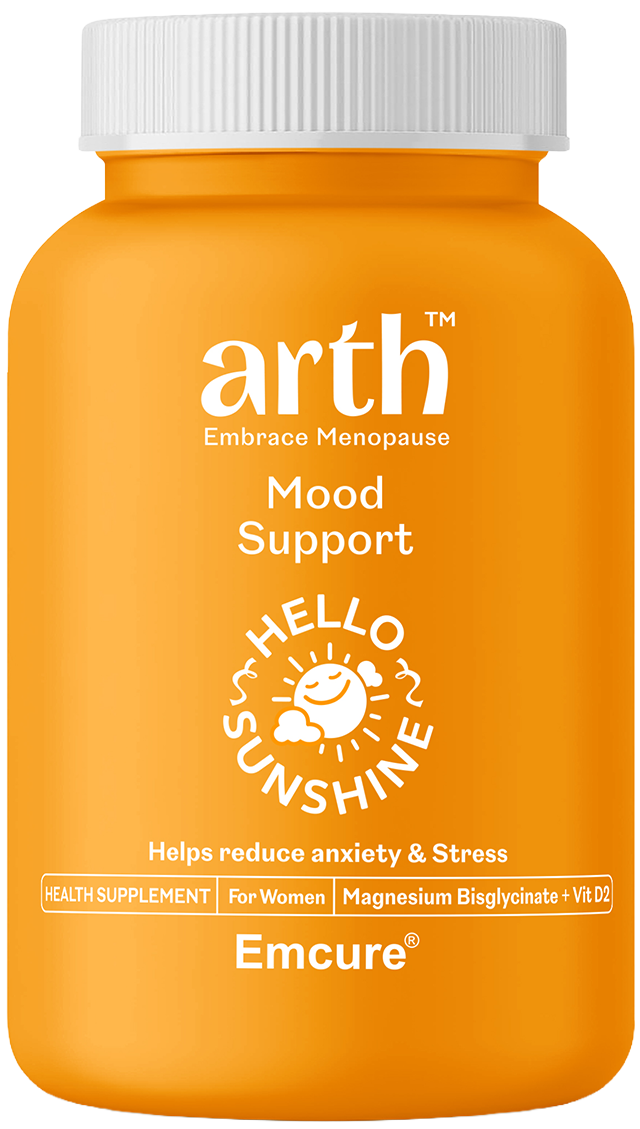 arth™
Embrace Menopause
Mood
Support
HELLO
SUNSHINE
Helps reduce anxiety & Stress
HEALTH SUPPLEMENT | For Women | Magnesium Bisglycinate + Vit D2
Emcure®